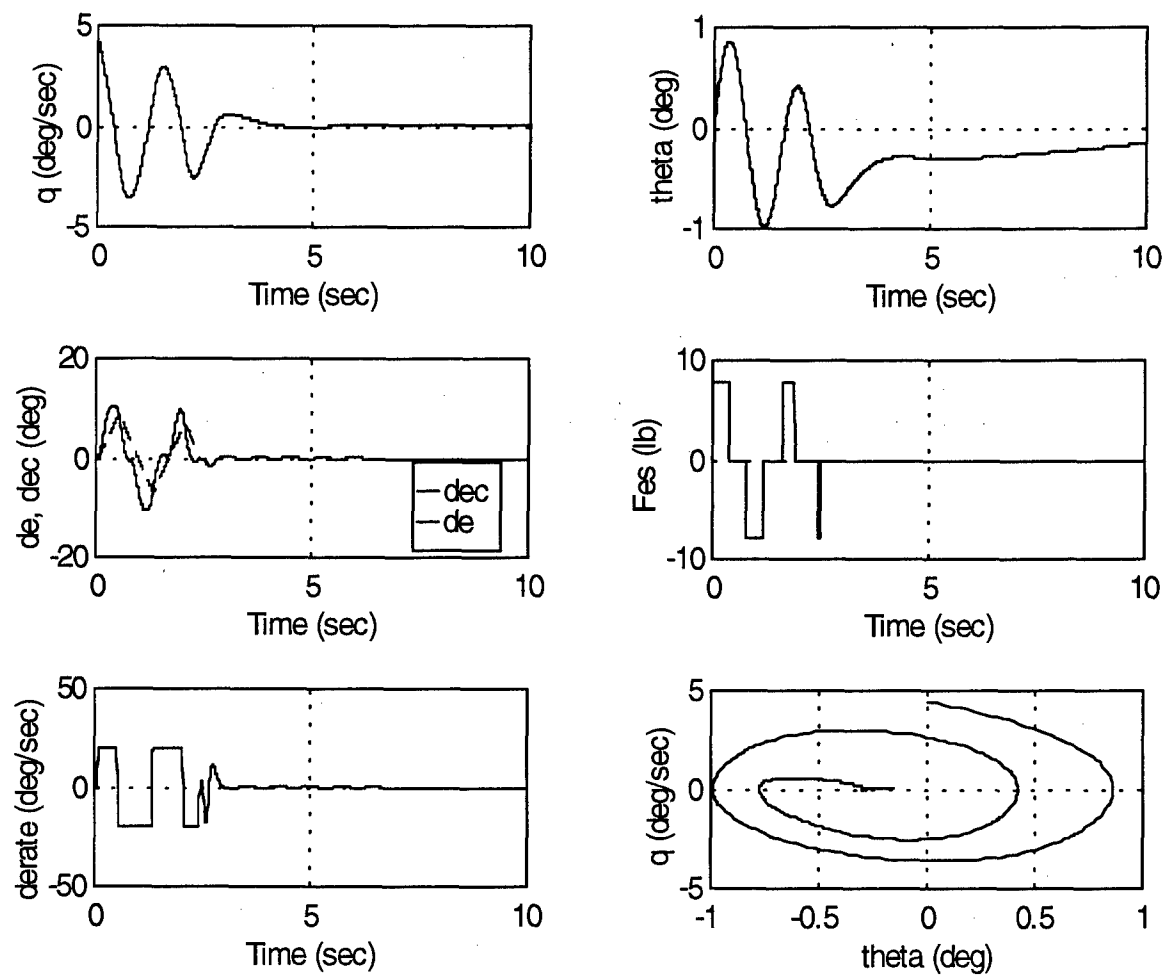 5
0
-5
q (deg/sec)
0
5
10
Time (sec)
1
0
-1
theta (deg)
0
5
10
Time (sec)
20
0
-20
de, dec (deg)
dec
de
0
5
10
Time (sec)
10
0
-10
Fes (lb)
0
5
10
Time (sec)
50
0
-50
derate (deg/sec)
0
5
10
Time (sec)
5
0
-5
q (deg/sec)
-1
-0.5
0
0.5
1
theta (deg)